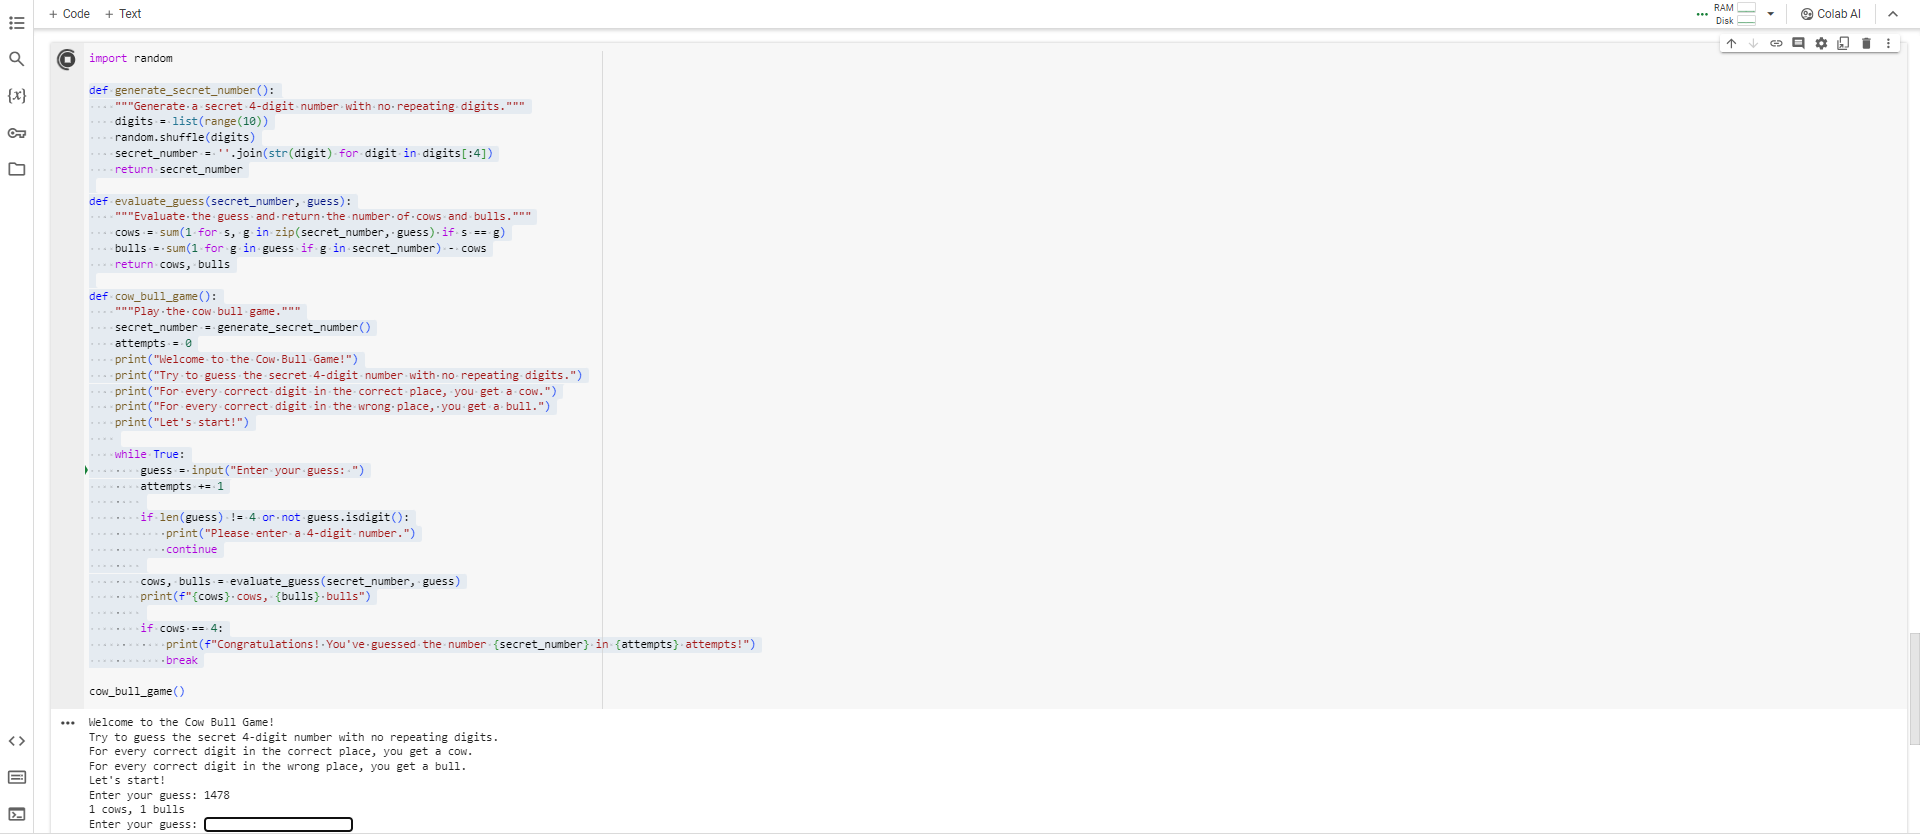 + Code + Text
RAM
Disk
Colab AI
import random
def generate_secret_number():
"""Generate a secret 4-digit number with no repeating digits."""
digits = list(range(10))
random.shuffle(digits)
secret_number = ''.join(str(digit) for digit in digits[:4])
return secret_number
def evaluate_guess(secret_number, guess):
"""Evaluate the guess and return the number of cows and bulls."""
cows = sum(1 for s, g in zip(secret_number, guess) if s == g)
bulls = sum(1 for g in guess if g in secret_number) - cows
return cows, bulls
def cow_bull_game():
"""Play the cow bull game."""
secret_number = generate_secret_number()
attempts = 0
print("Welcome to the Cow Bull Game!")
print("Try to guess the secret 4-digit number with no repeating digits.")
print("For every correct digit in the correct place, you get a cow.")
print("For every correct digit in the wrong place, you get a bull.")
print("Let's start!")
while True:
guess = input("Enter your guess: ")
attempts += 1
if len(guess) != 4 or not guess.isdigit():
print("Please enter a 4-digit number.")
continue
cows, bulls = evaluate_guess(secret_number, guess)
print(f"{cows} cows, {bulls} bulls")
if cows == 4:
print(f"Congratulations! You've guessed the number {secret_number} in {attempts} attempts!")
break
cow_bull_game()
Welcome to the Cow Bull Game!
Try to guess the secret 4-digit number with no repeating digits.
For every correct digit in the correct place, you get a cow.
For every correct digit in the wrong place, you get a bull.
Let's start!
Enter your guess: 1478
1 cows, 1 bulls
Enter your guess: